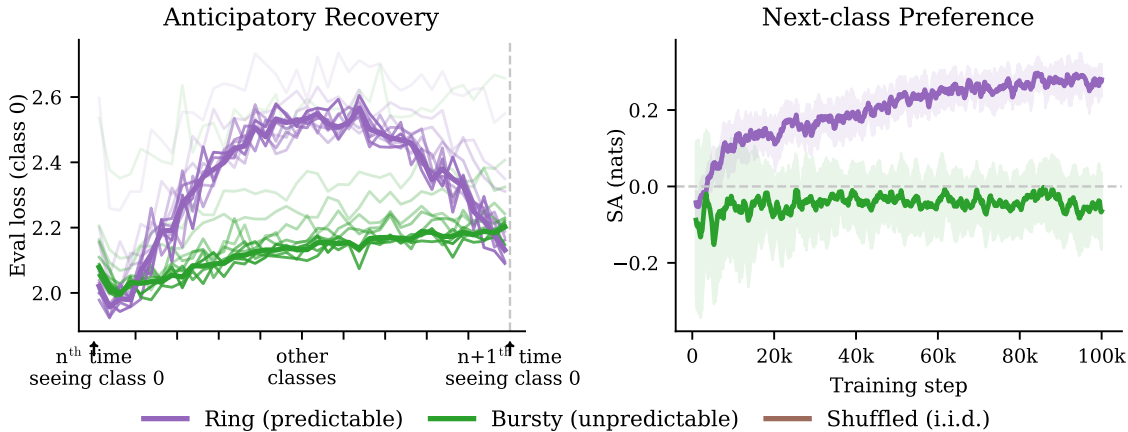 Anticipatory Recovery
Next-class Preference
Eval loss (class 0)
2.6
2.4
2.2
2.0
nᵗʰ time
seeing class 0
other
classes
n+1ᵗʰ time
seeing class 0
SA (nats)
0.2
0.0
−0.2
0
20k
40k
60k
80k
100k
Training step
Ring (predictable)
Bursty (unpredictable)
Shuffled (i.i.d.)